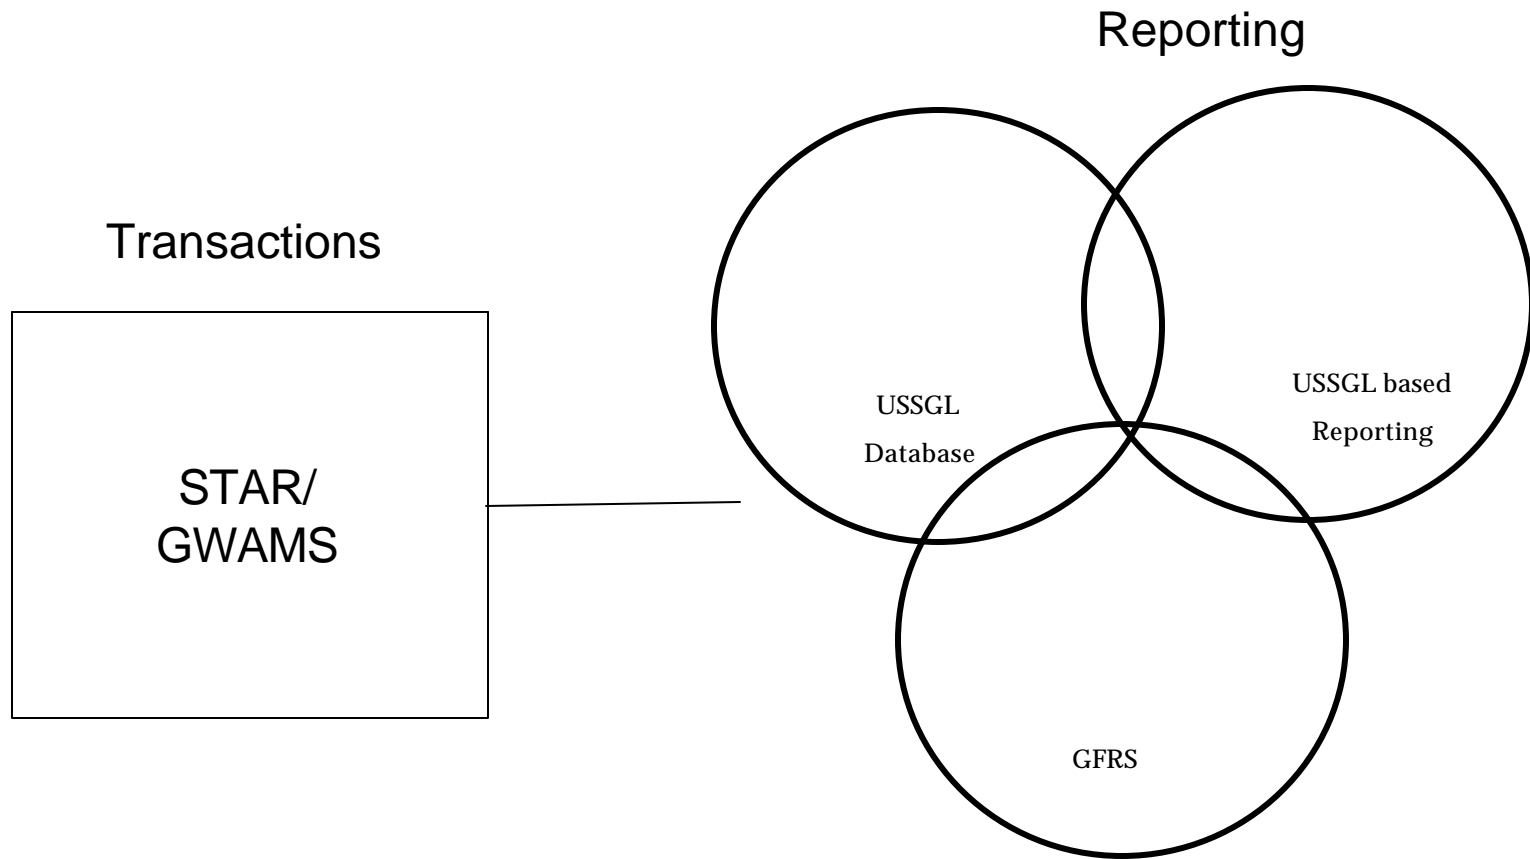 Reporting
Transactions
STAR/
GWAMS
USSGL
Database
USSGL based
Reporting
GFRS